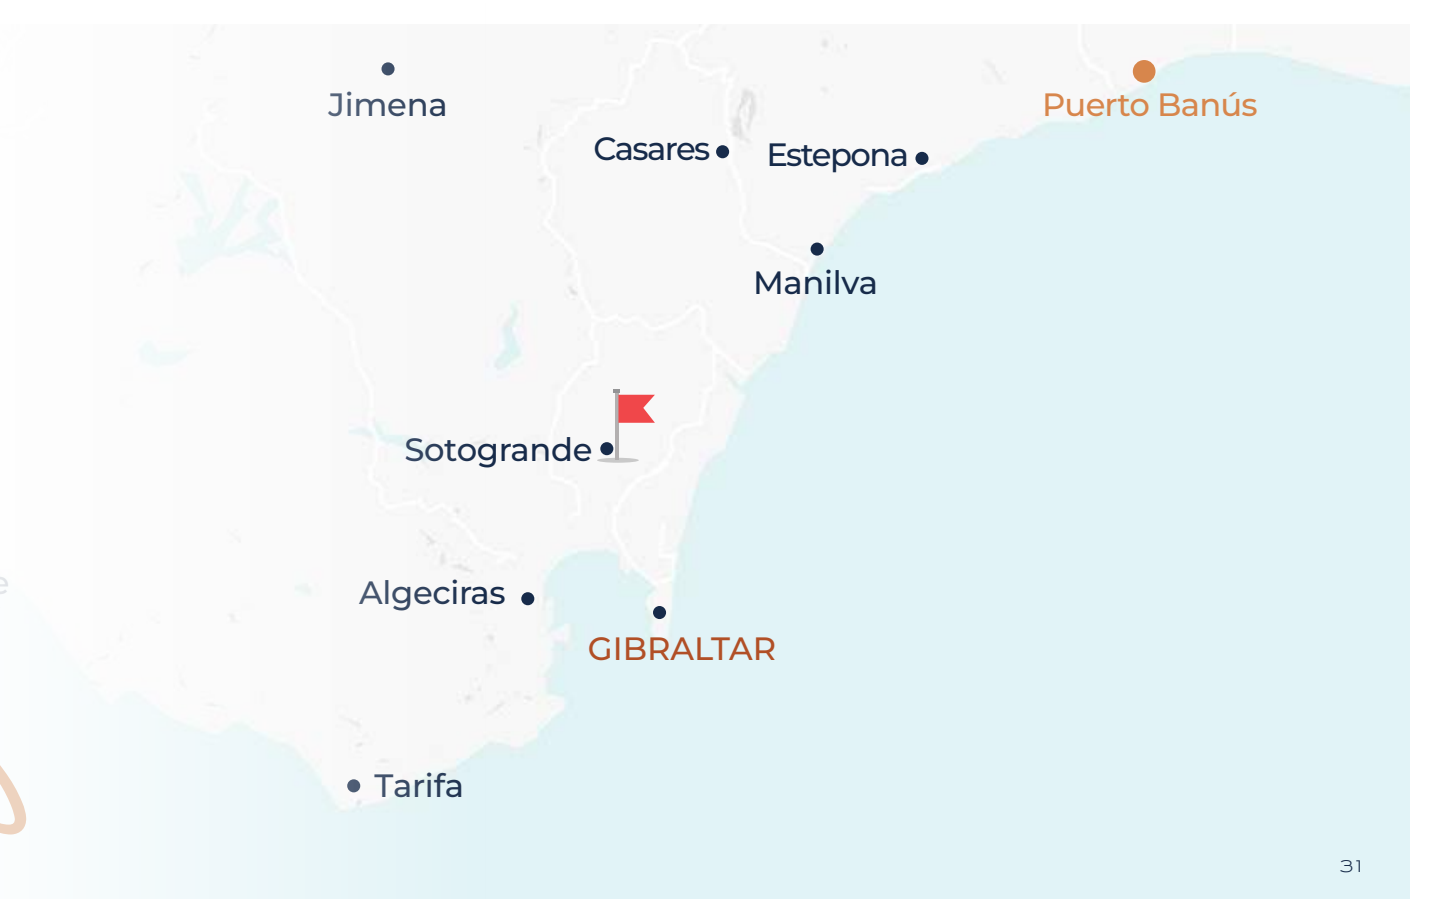 Jimena
Puerto Banús
Casares
Estepona
Manilva
Sotogrande
Algeciras
GIBRALTAR
Tarifa
31